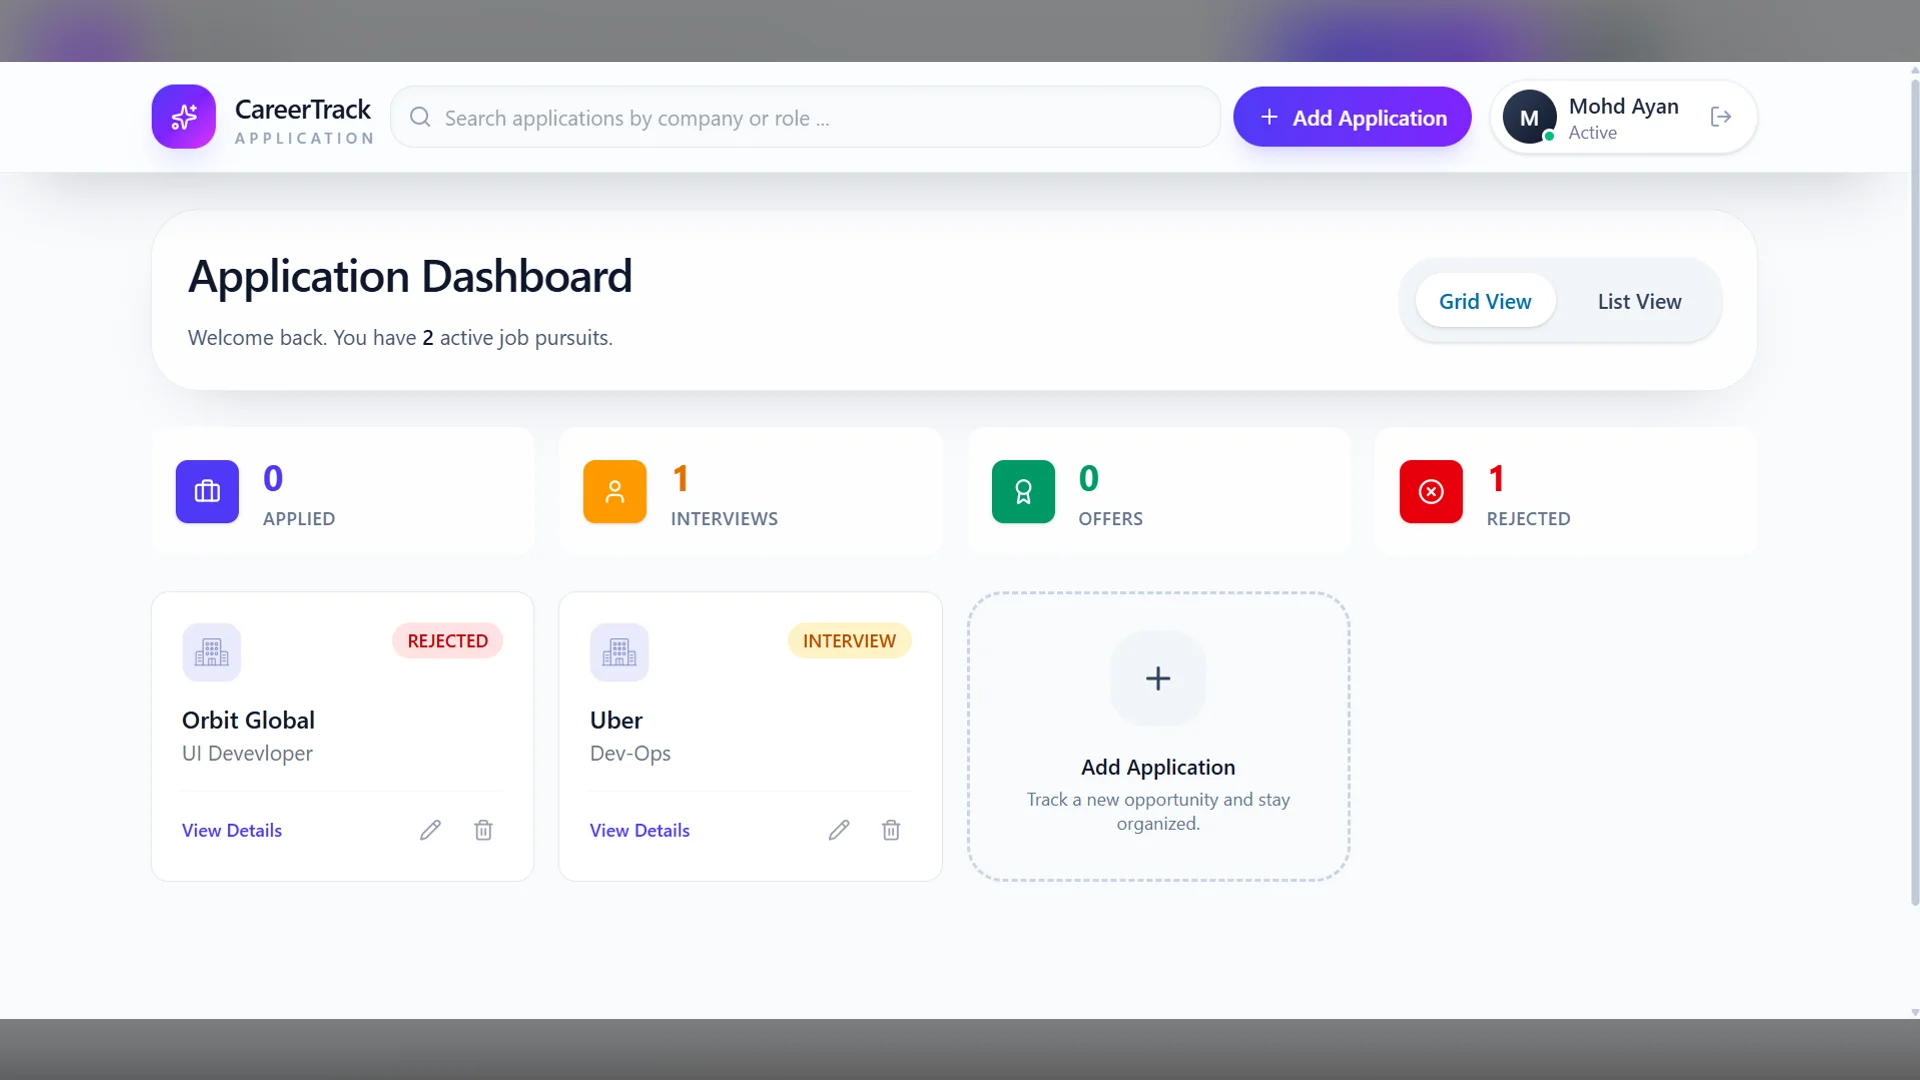 CareerTrack
APPLICATION
Search applications by company or role ...
+ Add Application
M
Mohd Ayan
Active
Application Dashboard
Welcome back. You have 2 active job pursuits.
Grid View
List View
0
APPLIED
1
INTERVIEWS
0
OFFERS
1
REJECTED
REJECTED
Orbit Global
UI Devevloper
View Details
INTERVIEW
Uber
Dev-Ops
View Details
Add Application
Track a new opportunity and stay
organized.